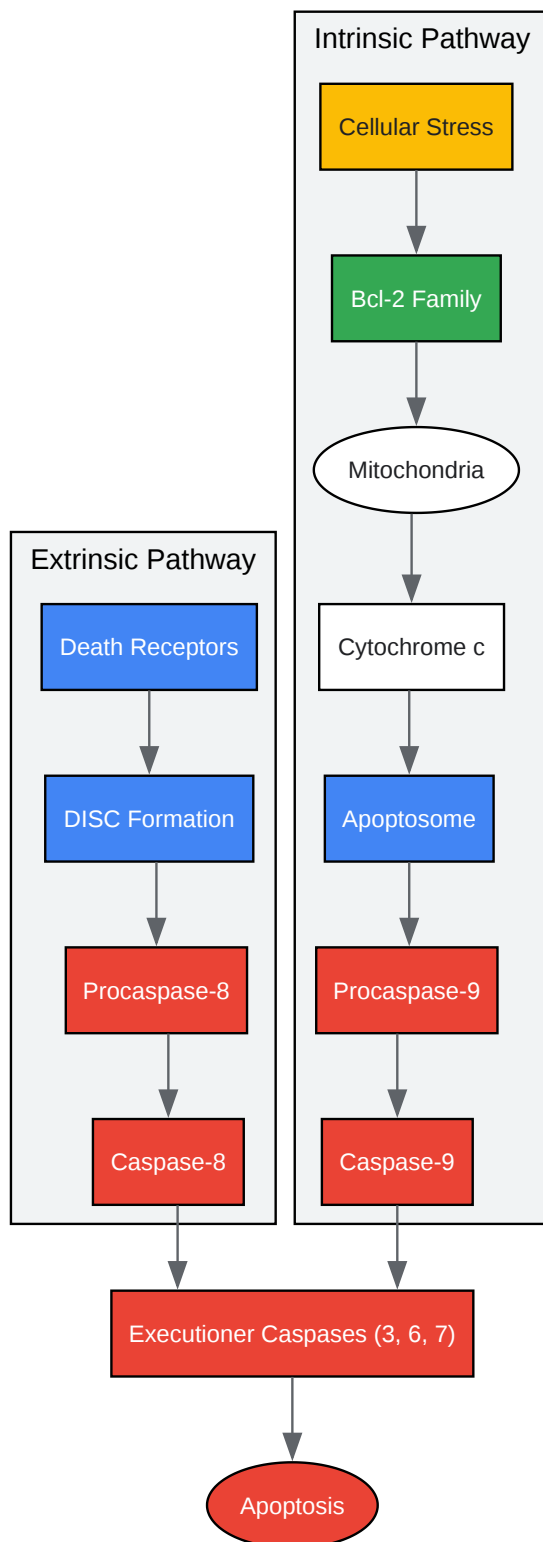 Intrinsic Pathway
Cellular Stress
Bcl-2 Family
Mitochondria
Cytochrome c
Apoptosome
Procaspase-9
Caspase-9
Extrinsic Pathway
Death Receptors
DISC Formation
Procaspase-8
Caspase-8
Executioner Caspases (3, 6, 7)
Apoptosis